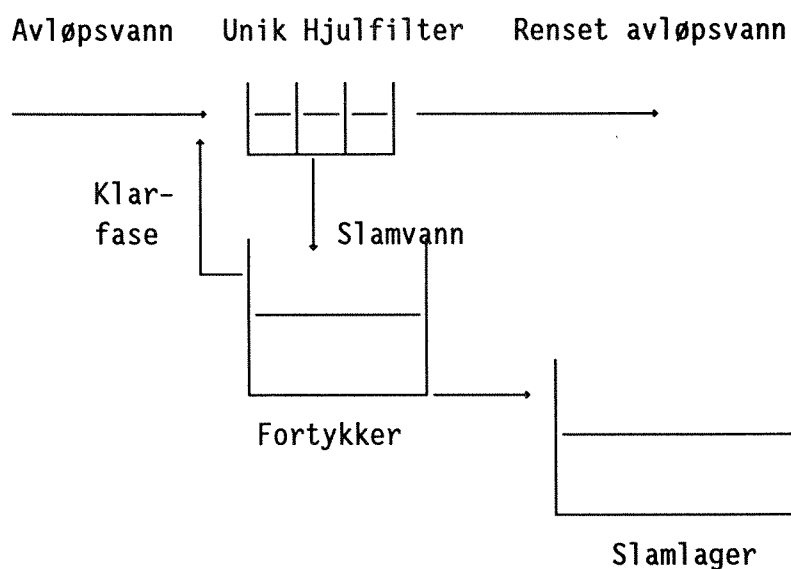 Avløpsvann Unik Hjulfilter Renset avløpsvann
Klar-
fase
Slamvann
Fortykker
Slamlager